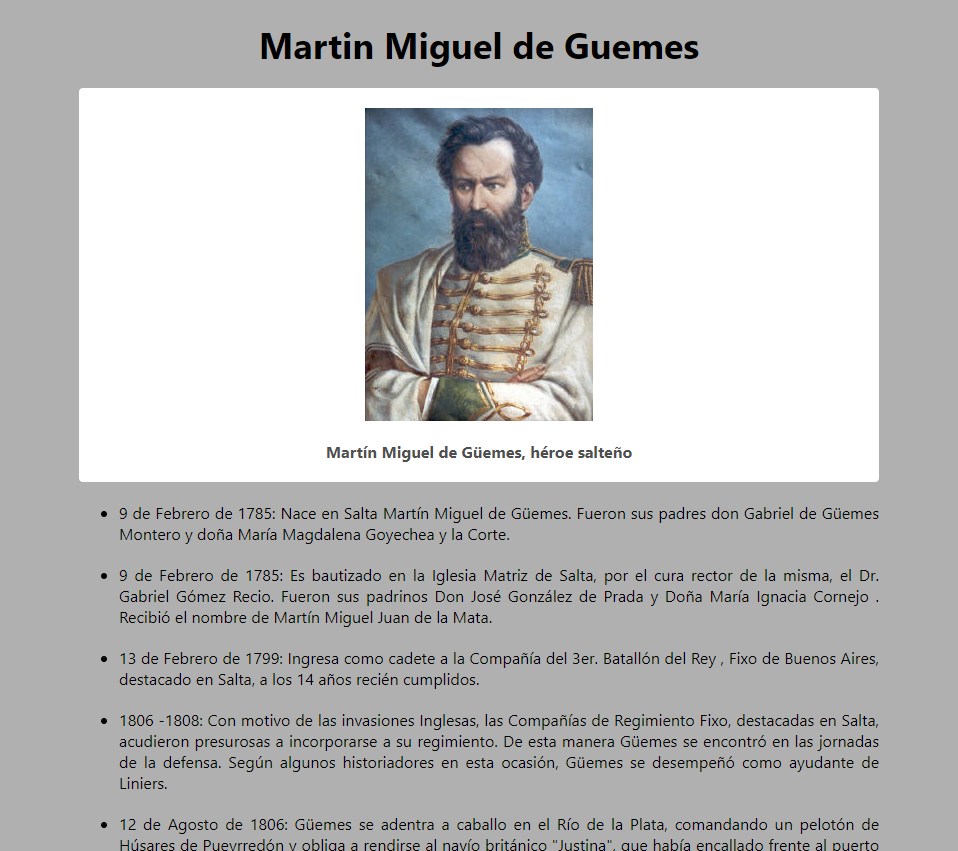 Martin Miguel de Guemes
Martín Miguel de Güemes, héroe salteño
• 9 de Febrero de 1785: Nace en Salta Martín Miguel de Güemes. Fueron sus padres don Gabriel de Güemes
Montero y doña María Magdalena Goyechea y la Corte.
• 9 de Febrero de 1785: Es bautizado en la Iglesia Matriz de Salta, por el cura rector de la misma, el Dr.
Gabriel Gómez Recio. Fueron sus padrinos Don José González de Prada y Doña María Ignacia Cornejo .
Recibió el nombre de Martín Miguel Juan de la Mata.
• 13 de Febrero de 1799: Ingresa como cadete a la Compañía del 3er. Batallón del Rey , Fixo de Buenos Aires,
destacado en Salta, a los 14 años recién cumplidos.
• 1806 -1808: Con motivo de las invasiones Inglesas, las Compañías de Regimiento Fixo, destacadas en Salta,
acudieron presurosas a incorporarse a su regimiento. De esta manera Güemes se encontró en las jornadas
de la defensa. Según algunos historiadores en esta ocasión, Güemes se desempeñó como ayudante de
Liniers.
• 12 de Agosto de 1806: Güemes se adentra a caballo en el Río de la Plata, comandando un pelotón de
Húsares de Pueyrredón y obliga a rendirse al navío británico "Justina", que había encallado frente al puerto